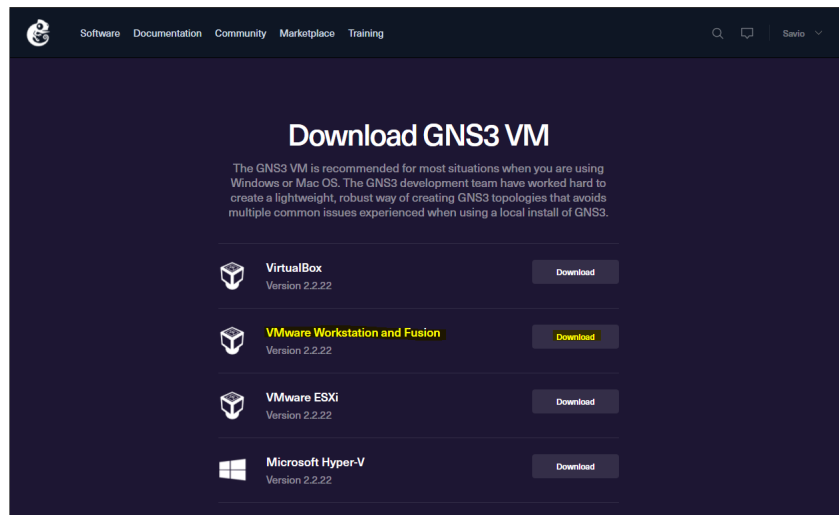 Software Documentation Community Marketplace Training Savio
Download GNS3 VM
The GNS3 VM is recommended for most situations when you are using
Windows or Mac OS. The GNS3 development team have worked hard to
create a lightweight, robust way of creating GNS3 topologies that avoids
multiple common issues experienced when using a local install of GNS3.
VirtualBox
Version 2.2.22
Download
VMware Workstation and Fusion
Version 2.2.22
Download
VMware ESXi
Version 2.2.22
Download
Microsoft Hyper-V
Version 2.2.22
Download